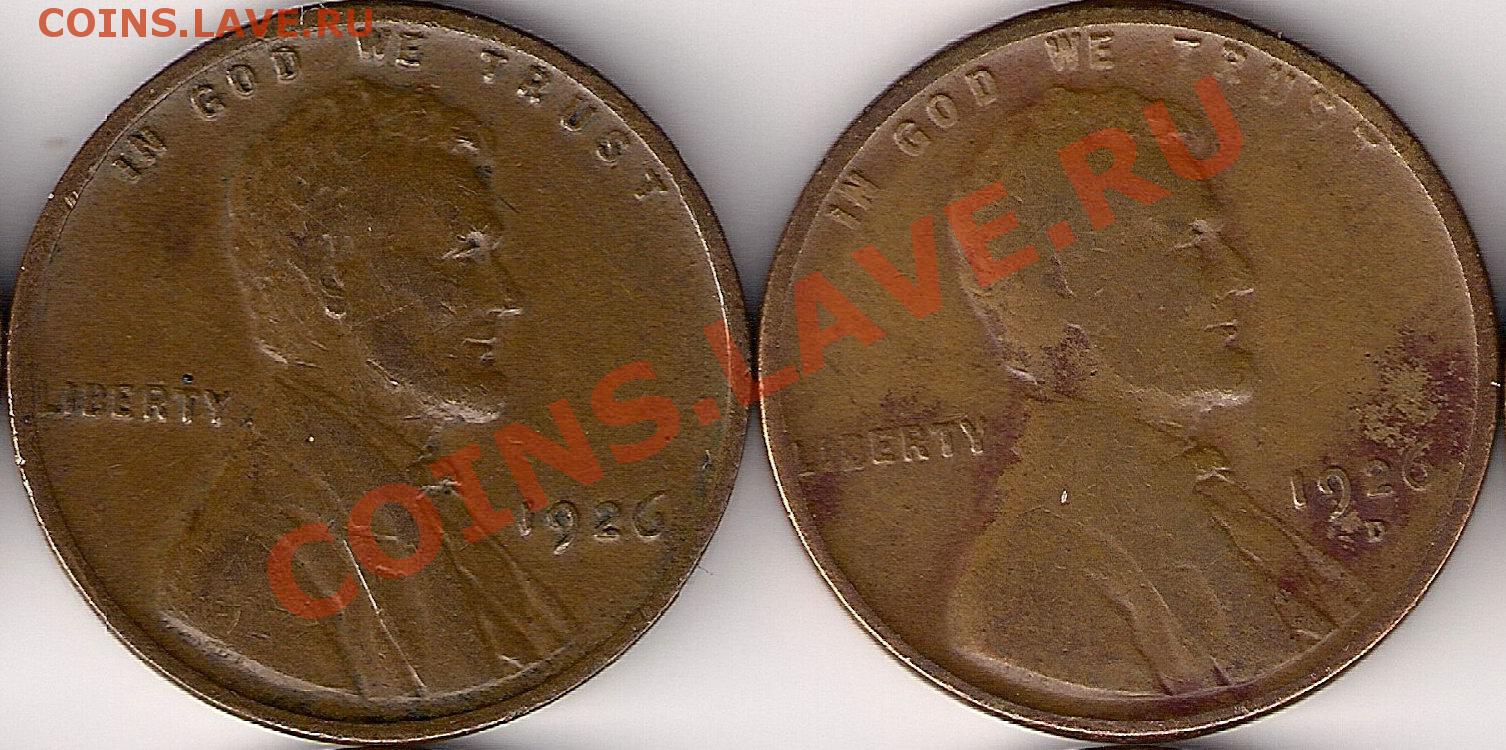 COINS.LAVE.RU
IN GOD WE TRUST
LIBERTY
1926
IN GOD WE TRUST
LIBERTY
1926
D
COINS.LAVE.RU